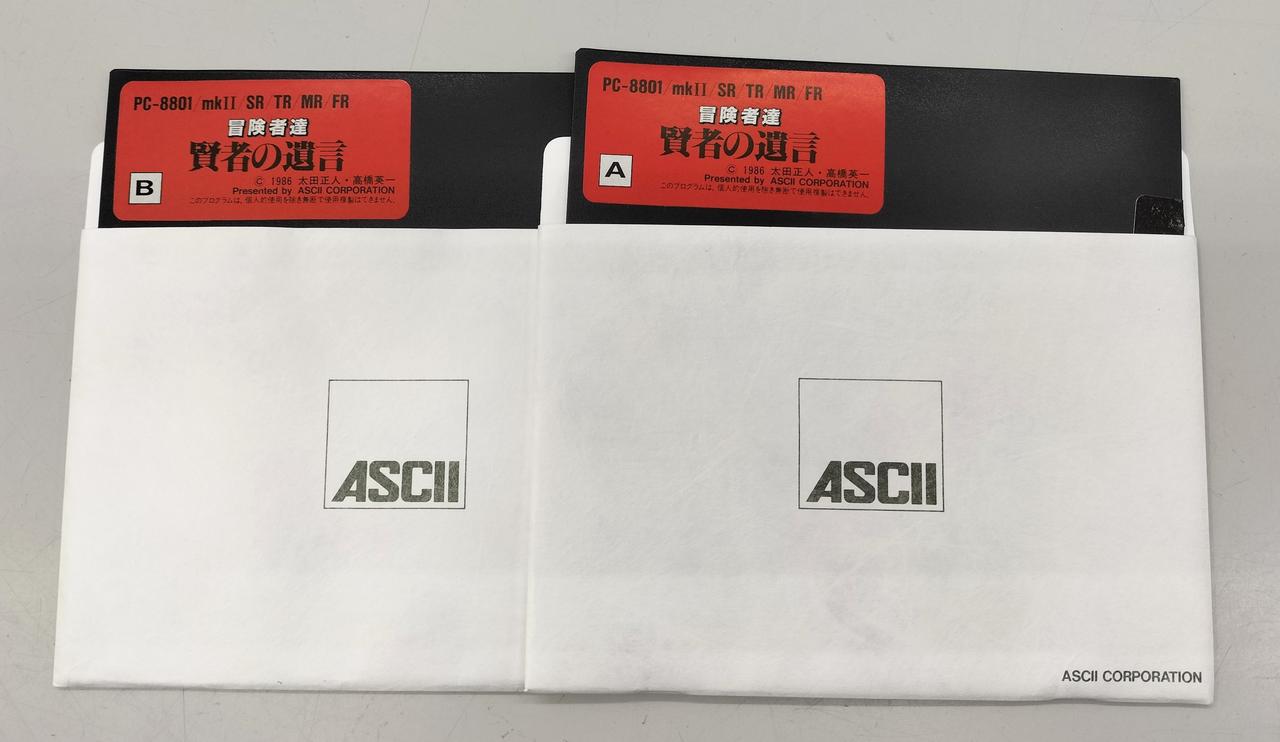 PC-8801/mkII/SR/TR/MR/FR
冒険者達
賢者の遺言
B
© 1986 太田正人・高橋英一
Presented by ASCII CORPORATION
このプログラムは、個人的使用を除き無断で使用複製はできません。
PC-8801/mkII/SR/TR/MR/FR
冒険者達
賢者の遺言
A
© 1986 太田正人・高橋英一
Presented by ASCII CORPORATION
このプログラムは、個人的使用を除き無断で使用複製はできません。
ASCII
ASCII
ASCII CORPORATION